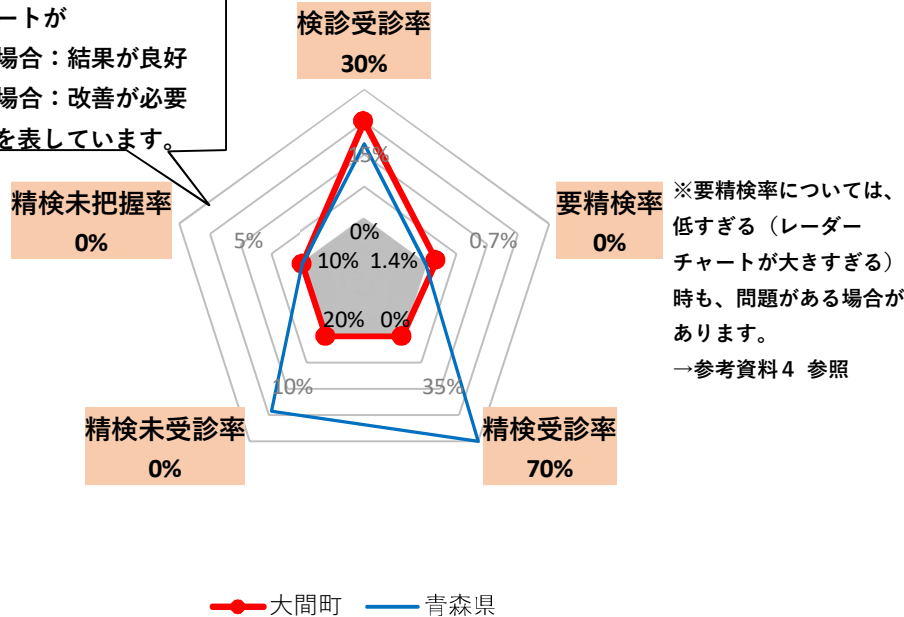 ートが
場合：結果が良好
場合：改善が必要
を表しています。
検診受診率
30%
15%
0%
要精検率
0%
0.7%
1.4%
※要精検率については、
低すぎる（レーダー
チャートが大きすぎる）
時も、問題がある場合が
あります。
→参考資料４ 参照
精検受診率
70%
35%
0%
精検未受診率
0%
10%
20%
精検未把握率
0%
5%
10%
大間町
青森県